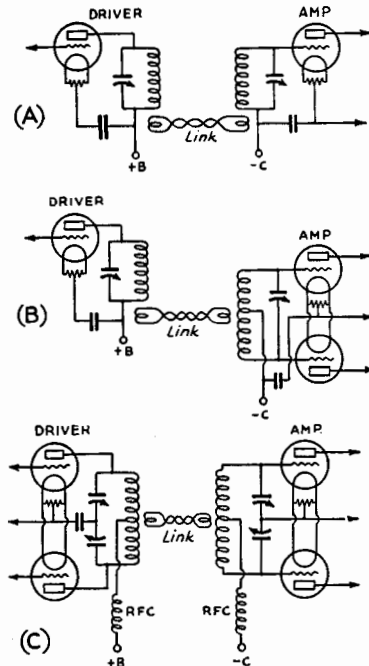 DRIVER AMP
(A)
Link
+B -C
DRIVER
AMP
(B)
Link
+B
-C
DRIVER AMP.
Link
RFC RFC
(C)
+B -C